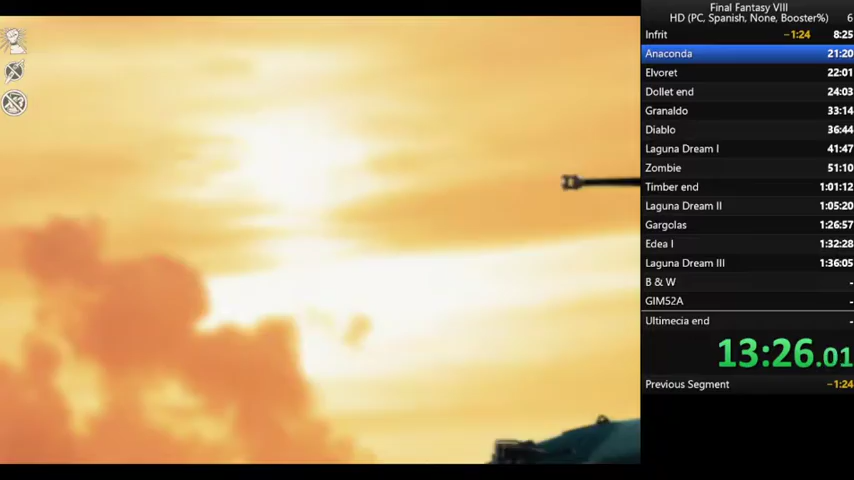 Final Fantasy VIII
HD (PC, Spanish, None, Booster%) 6
Infrit -1:24 8:25
Anaconda 21:20
Elvoret 22:01
Dollet end 24:03
Granaldo 33:14
Diablo 36:44
Laguna Dream I 41:47
Zombie 51:10
Timber end 1:01:12
Laguna Dream II 1:05:20
Gargolas 1:26:57
Edea I 1:32:28
Laguna Dream III 1:36:05
B & W -
GIM52A -
Ultimecia end -
13:26.01
Previous Segment -1:24